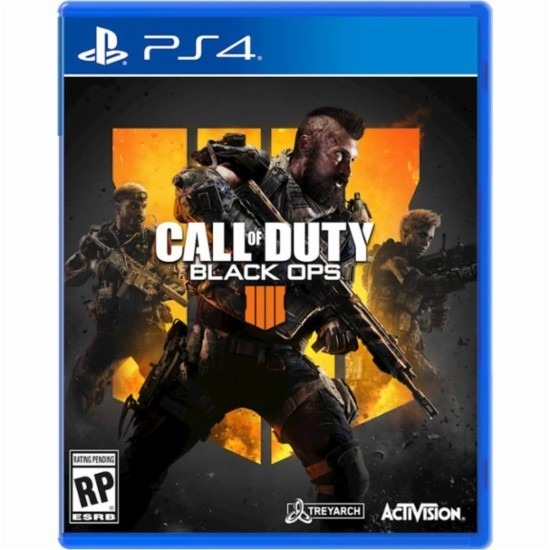 PS4
CALL OF DUTY
BLACK OPS
IIII
RATING PENDING
RP
ESRB
TREYARCH
ACTIVISION